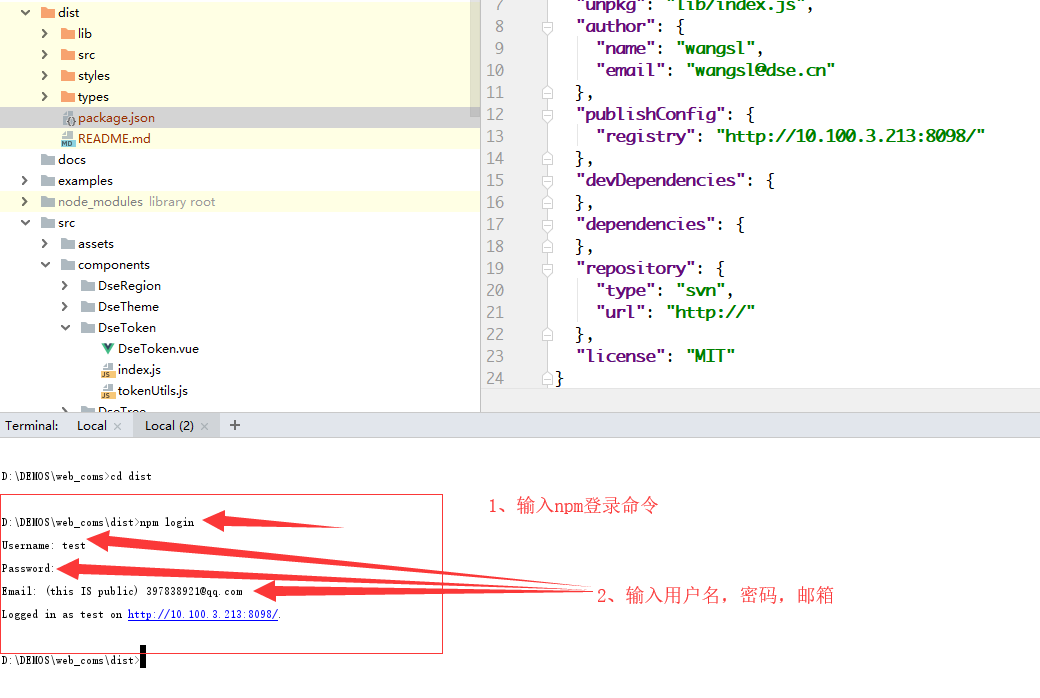 dist
lib
src
styles
types
package.json
README.md
docs
examples
node_modules library root
src
assets
components
DseRegion
DseTheme
DseToken
DseToken.vue
index.js
tokenUtils.js
DseTree
7 "unpkg": "lib/index.js",
8 "author": {
9 "name": "wangsl",
10 "email": "wangsl@dse.cn"
11 },
12 "publishConfig": {
13 "registry": "http://10.100.3.213:8098/"
14 },
15 "devDependencies": {
16 },
17 "dependencies": {
18 },
19 "repository": {
20 "type": "svn",
21 "url": "http://"
22 },
23 "license": "MIT"
24 }
Terminal: Local × Local (2) × +
D:\DEMOS\web_coms>cd dist
D:\DEMOS\web_coms\dist>npm login
Username: test
Password:
Email: (this IS public) 397838921@qq.com
Logged in as test on http://10.100.3.213:8098/.
D:\DEMOS\web_coms\dist>
1、输入npm登录命令
2、输入用户名，密码，邮箱